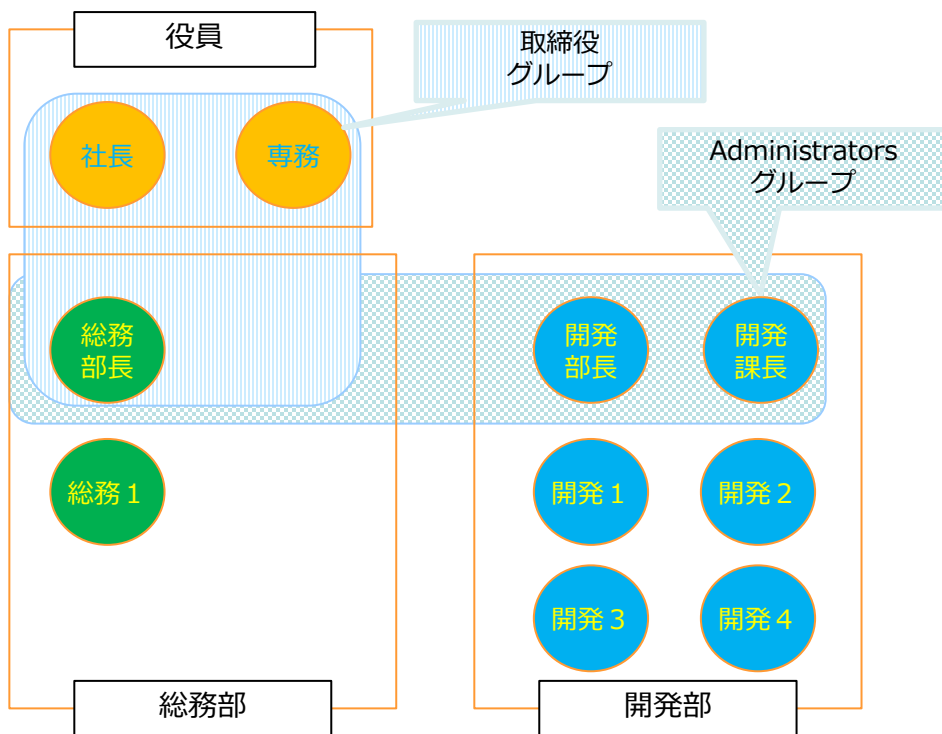 役員
取締役
グループ
社長
専務
Administrators
グループ
総務
部長
開発
部長
開発
課長
総務1
開発1
開発2
開発3
開発4
総務部
開発部